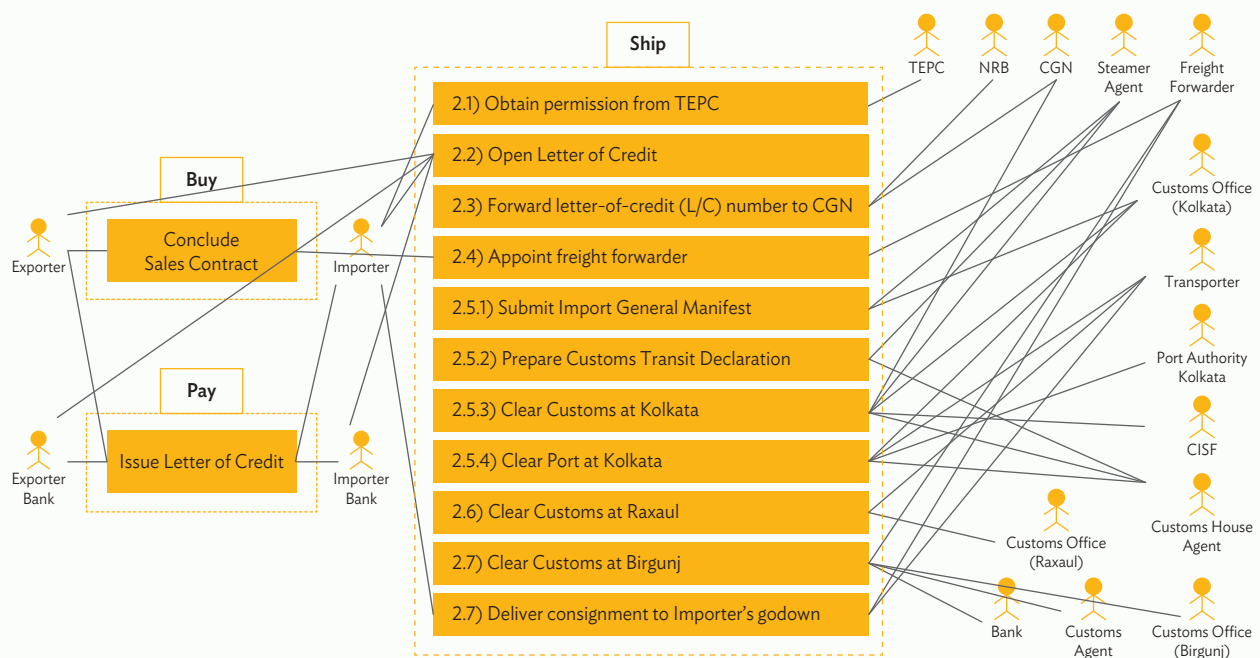 Ship
TEPC
NRB
CGN
Steamer
Agent
Freight
Forwarder
2.1) Obtain permission from TEPC
2.2) Open Letter of Credit
2.3) Forward letter-of-credit (L/C) number to CGN
2.4) Appoint freight forwarder
2.5.1) Submit Import General Manifest
2.5.2) Prepare Customs Transit Declaration
2.5.3) Clear Customs at Kolkata
2.5.4) Clear Port at Kolkata
2.6) Clear Customs at Raxaul
2.7) Clear Customs at Birgunj
2.7) Deliver consignment to Importer's godown
Buy
Conclude
Sales Contract
Exporter
Importer
Pay
Issue Letter of Credit
Exporter
Bank
Importer
Bank
Customs Office
(Kolkata)
Transporter
Port Authority
Kolkata
CISF
Customs House
Agent
Customs Office
(Raxaul)
Bank
Customs
Agent
Customs Office
(Birgunj)